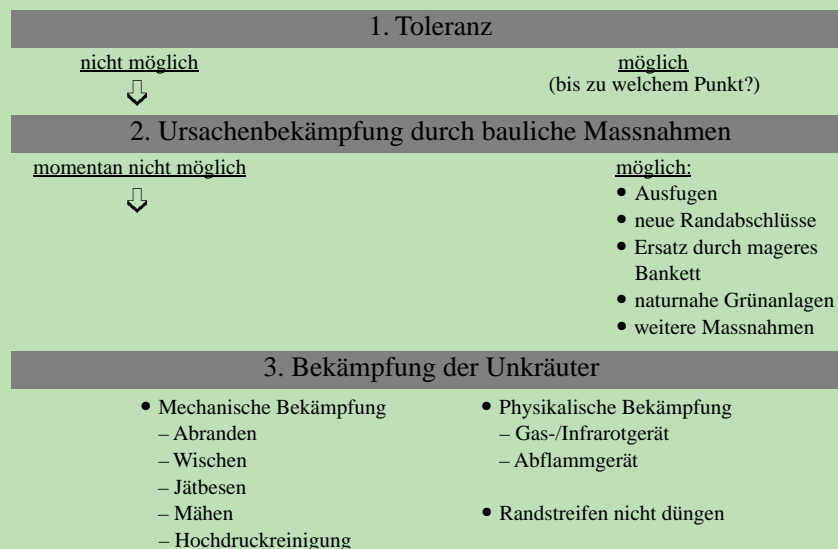 1. Toleranz
nicht möglich
möglich
(bis zu welchem Punkt?)
2. Ursachenbekämpfung durch bauliche Massnahmen
momentan nicht möglich
möglich:
• Ausfugen
• neue Randabschlüsse
• Ersatz durch mageres
Bankett
• naturnahe Grünanlagen
• weitere Massnahmen
3. Bekämpfung der Unkräuter
• Mechanische Bekämpfung
– Abranden
– Wischen
– Jätbesen
– Mähen
– Hochdruckreinigung
• Physikalische Bekämpfung
– Gas-/Infrarotgerät
– Abflammgerät
• Randstreifen nicht düngen